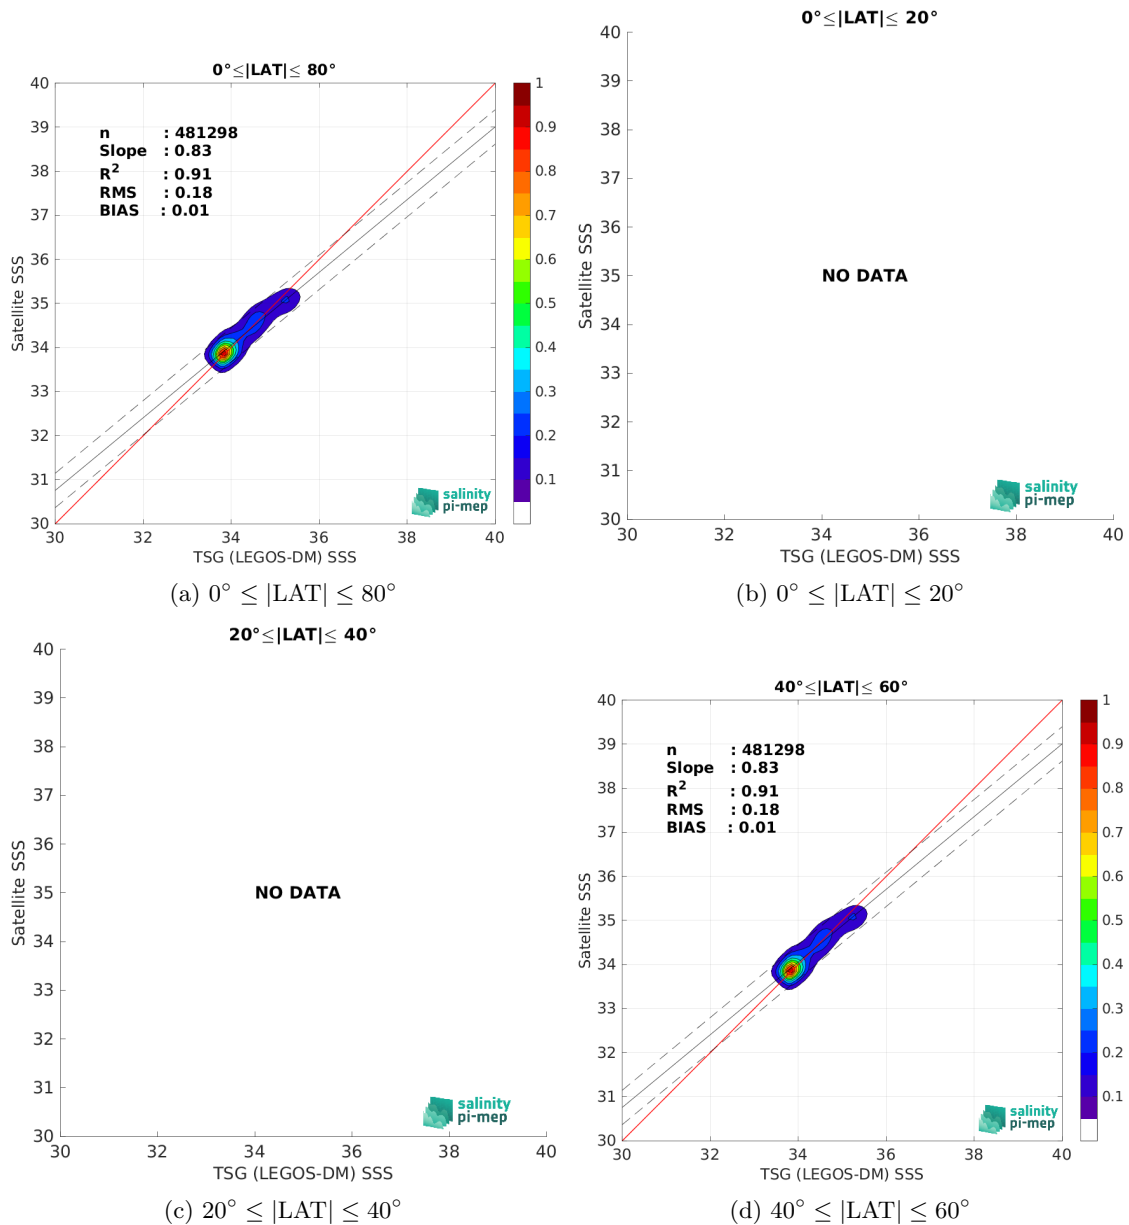 0°≤|LAT|≤ 80°
40
39
38
37
36
35
34
33
32
31
30
Satellite SSS
n : 481298
Slope : 0.83
R2 : 0.91
RMS : 0.18
BIAS : 0.01
salinity
pi-mep
30 32 34 36 38 40
TSG (LEGOS-DM) SSS
1
0.9
0.8
0.7
0.6
0.5
0.4
0.3
0.2
0.1
(a) 0° ≤ |LAT| ≤ 80°
0°≤|LAT|≤ 20°
40
39
38
37
36
35
34
33
32
31
30
Satellite SSS
NO DATA
salinity
pi-mep
30 32 34 36 38 40
TSG (LEGOS-DM) SSS
(b) 0° ≤ |LAT| ≤ 20°
20°≤|LAT|≤ 40°
40
39
38
37
36
35
34
33
32
31
30
Satellite SSS
NO DATA
salinity
pi-mep
30 32 34 36 38 40
TSG (LEGOS-DM) SSS
(c) 20° ≤ |LAT| ≤ 40°
40°≤|LAT|≤ 60°
40
39
38
37
36
35
34
33
32
31
30
Satellite SSS
n : 481298
Slope : 0.83
R2 : 0.91
RMS : 0.18
BIAS : 0.01
salinity
pi-mep
30 32 34 36 38 40
TSG (LEGOS-DM) SSS
1
0.9
0.8
0.7
0.6
0.5
0.4
0.3
0.2
0.1
(d) 40° ≤ |LAT| ≤ 60°